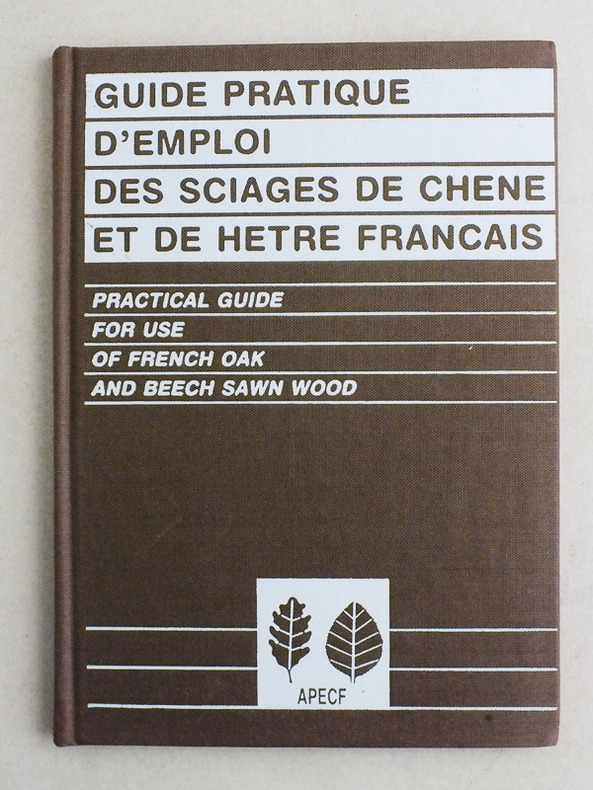 GUIDE PRATIQUE
D'EMPLOI
DES SCIAGES DE CHENE
ET DE HETRE FRANCAIS
PRACTICAL GUIDE
FOR USE
OF FRENCH OAK
AND BEECH SAWN WOOD
APECF